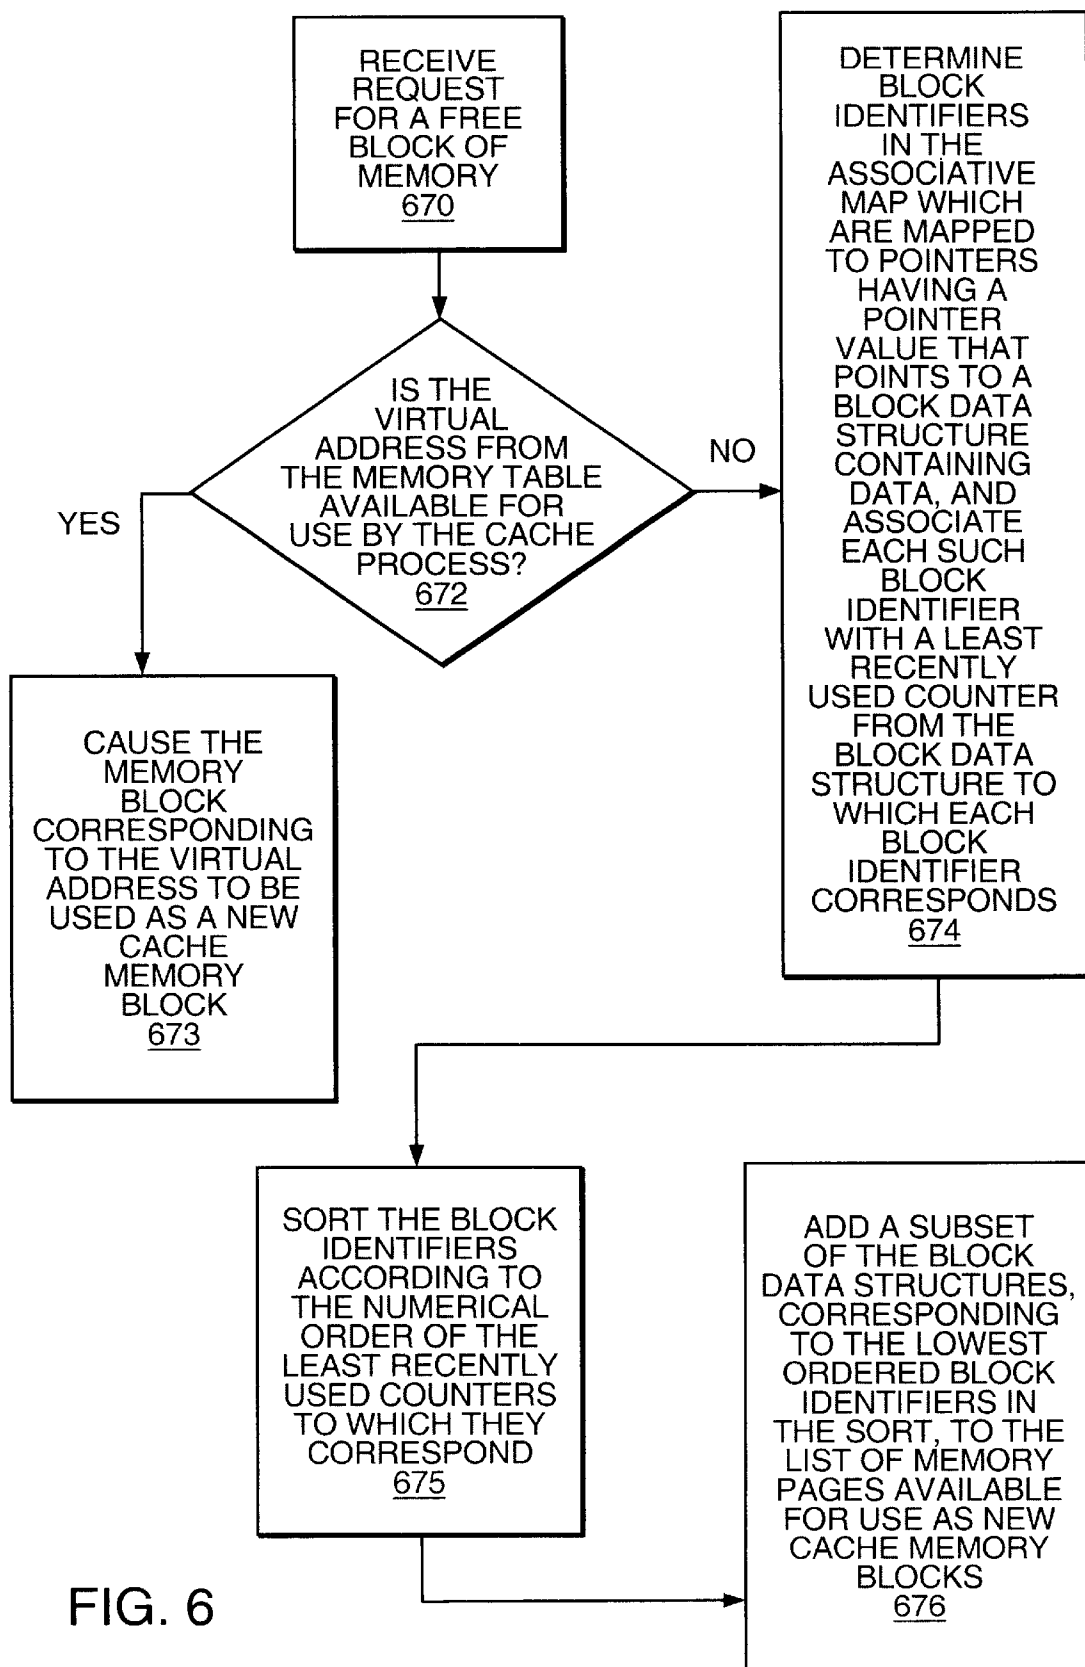 RECEIVE
REQUEST
FOR A FREE
BLOCK OF
MEMORY
670
IS THE
VIRTUAL
ADDRESS FROM
THE MEMORY TABLE
AVAILABLE FOR
USE BY THE CACHE
PROCESS?
672
YES
NO
CAUSE THE
MEMORY
BLOCK
CORRESPONDING
TO THE VIRTUAL
ADDRESS TO BE
USED AS A NEW
CACHE
MEMORY
BLOCK
673
DETERMINE
BLOCK
IDENTIFIERS
IN THE
ASSOCIATIVE
MAP WHICH
ARE MAPPED
TO POINTERS
HAVING A
POINTER
VALUE THAT
POINTS TO A
BLOCK DATA
STRUCTURE
CONTAINING
DATA, AND
ASSOCIATE
EACH SUCH
BLOCK
IDENTIFIER
WITH A LEAST
RECENTLY
USED COUNTER
FROM THE
BLOCK DATA
STRUCTURE TO
WHICH EACH
BLOCK
IDENTIFIER
CORRESPONDS
674
SORT THE BLOCK
IDENTIFIERS
ACCORDING TO
THE NUMERICAL
ORDER OF THE
LEAST RECENTLY
USED COUNTERS
TO WHICH THEY
CORRESPOND
675
ADD A SUBSET
OF THE BLOCK
DATA STRUCTURES,
CORRESPONDING
TO THE LOWEST
ORDERED BLOCK
IDENTIFIERS IN
THE SORT, TO THE
LIST OF MEMORY
PAGES AVAILABLE
FOR USE AS NEW
CACHE MEMORY
BLOCKS
676
FIG. 6